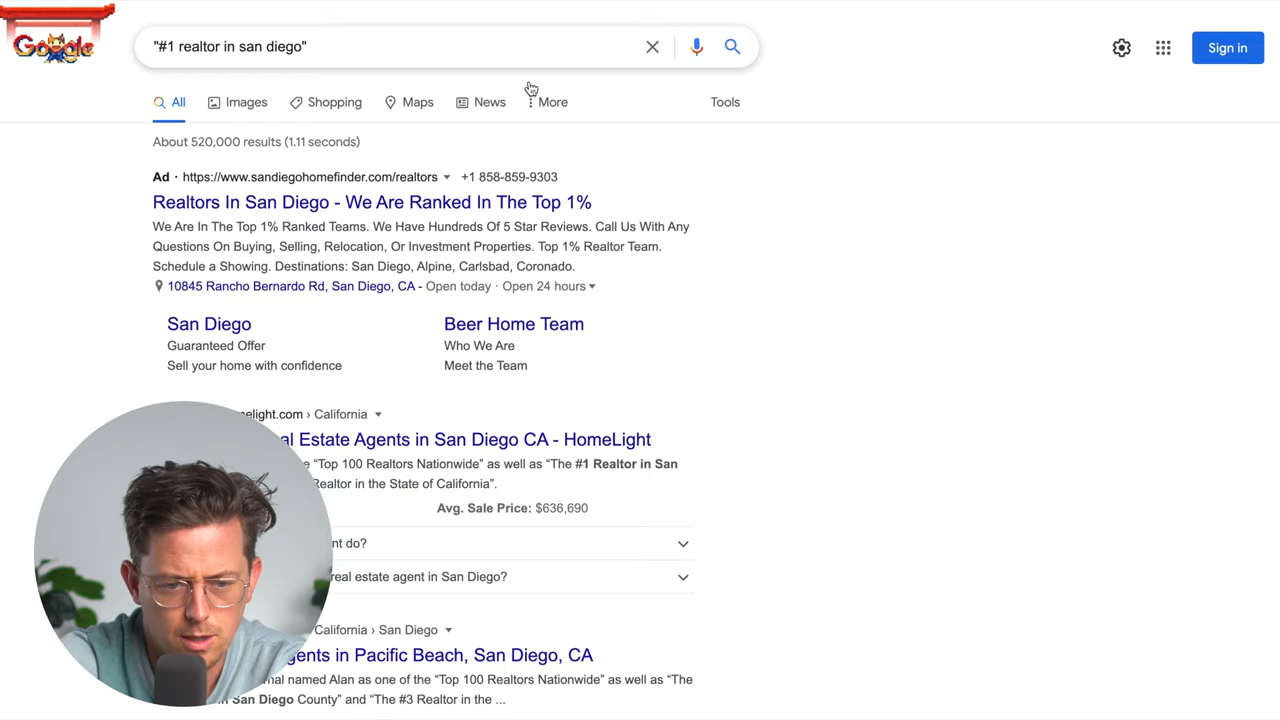 Google
"#1 realtor in san diego"
Sign in
All Images Shopping Maps News More Tools
About 520,000 results (1.11 seconds)
Ad · https://www.sandiegohomefinder.com/realtors +1 858-859-9303
Realtors In San Diego - We Are Ranked In The Top 1%
We Are In The Top 1% Ranked Teams. We Have Hundreds Of 5 Star Reviews. Call Us With Any
Questions On Buying, Selling, Relocation, Or Investment Properties. Top 1% Realtor Team.
Schedule a Showing. Destinations: San Diego, Alpine, Carlsbad, Coronado.
10845 Rancho Bernardo Rd, San Diego, CA - Open today · Open 24 hours
San Diego Beer Home Team
Guaranteed Offer Who We Are
Sell your home with confidence Meet the Team
elight.com › California
al Estate Agents in San Diego CA - HomeLight
“Top 100 Realtors Nationwide” as well as “The #1 Realtor in San
Realtor in the State of California”.
Avg. Sale Price: $636,690
nt do?
real estate agent in San Diego?
California › San Diego
gents in Pacific Beach, San Diego, CA
nal named Alan as one of the “Top 100 Realtors Nationwide” as well as “The
n San Diego County” and “The #3 Realtor in the ...